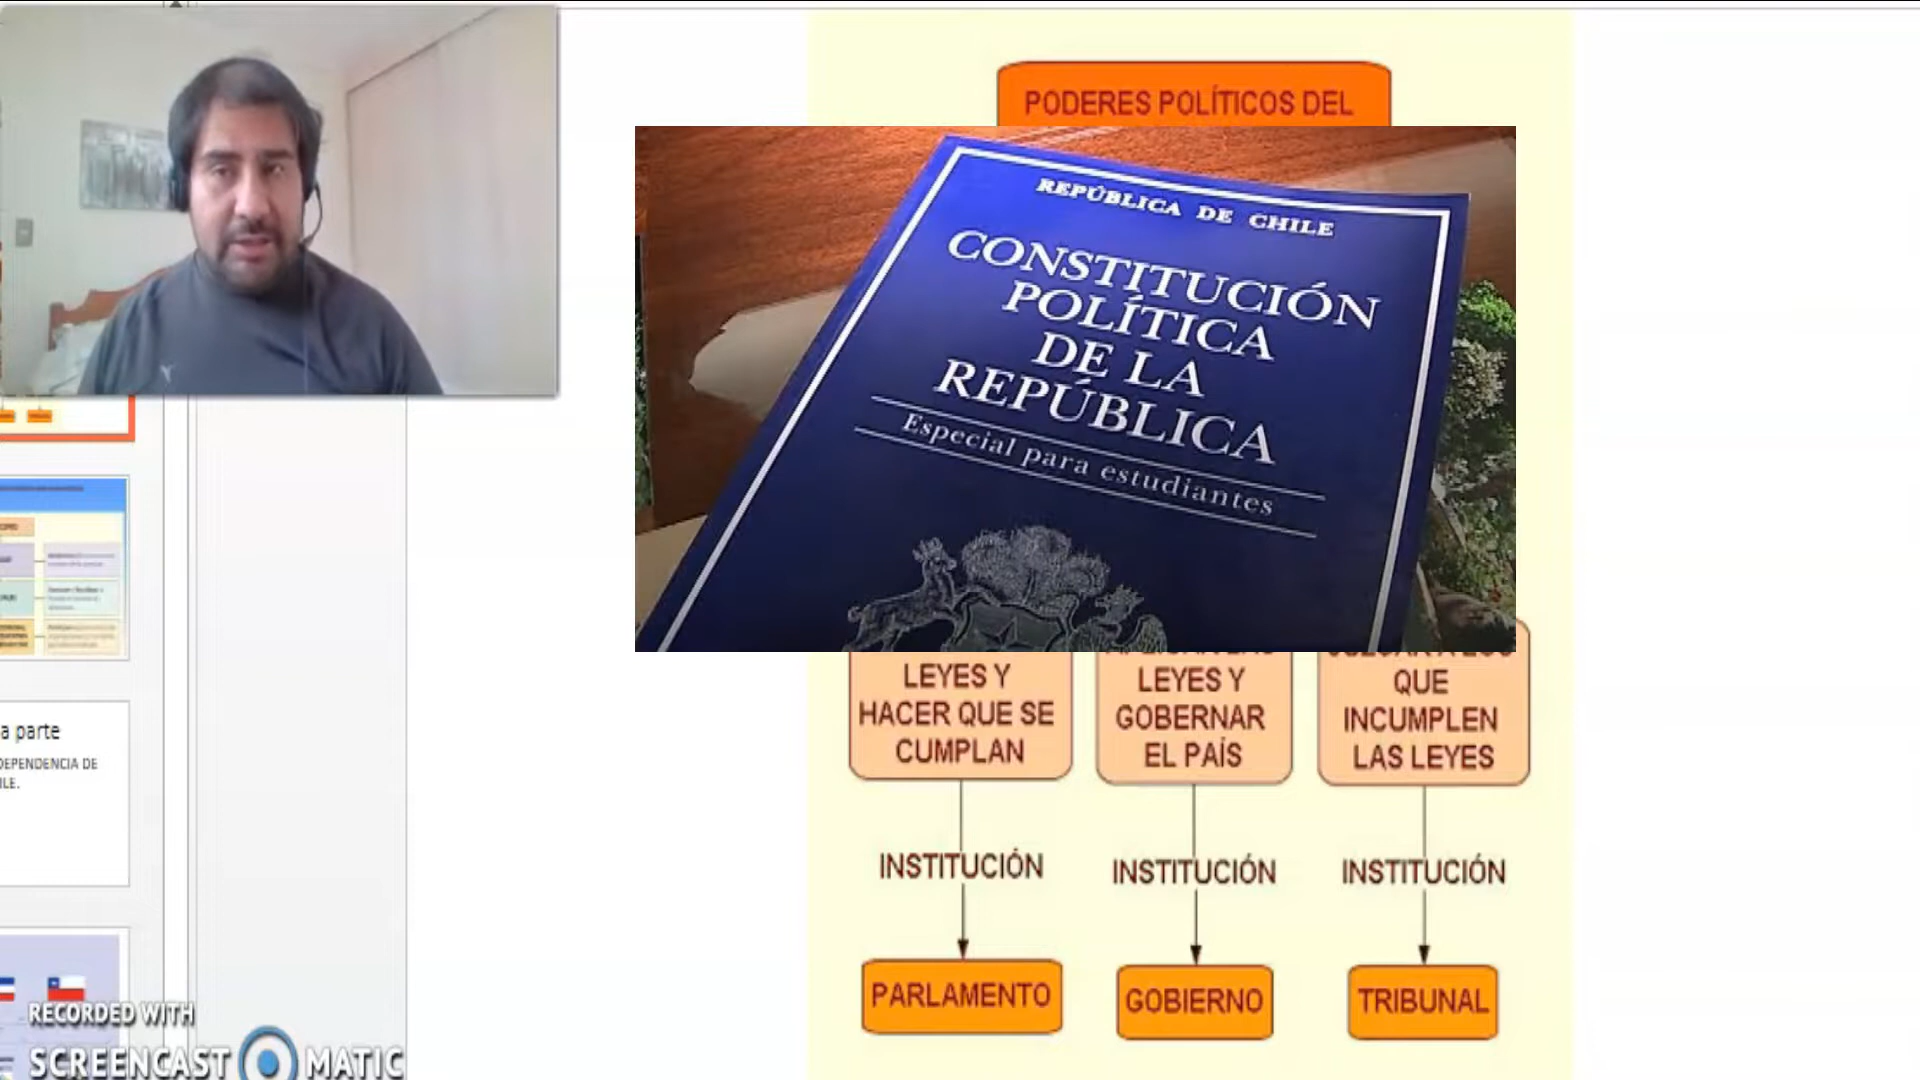 PODERES POLÍTICOS DEL
REPÚBLICA DE CHILE
CONSTITUCIÓN
POLÍTICA
DE LA
REPÚBLICA
Especial para estudiantes
LEYES Y
HACER QUE SE
CUMPLAN
LEYES Y
GOBERNAR
EL PAÍS
QUE
INCUMPLEN
LAS LEYES
INSTITUCIÓN
INSTITUCIÓN
INSTITUCIÓN
PARLAMENTO
GOBIERNO
TRIBUNAL
a parte
DEPENDENCIA DE
ILE.
RECORDED WITH
SCREENCAST MATIC